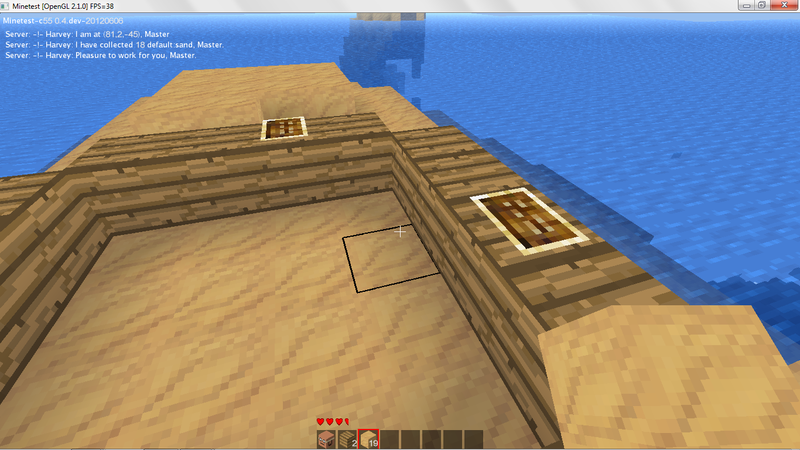 Minetest [OpenGL 2.1.0] FPS=38
Minetest-c55 0.4.dev-20120606
Server: -!- Harvey: I am at (81,2,-45), Master
Server: -!- Harvey: I have collected 18 default:sand, Master.
Server: -!- Harvey: Pleasure to work for you, Master.
2
19